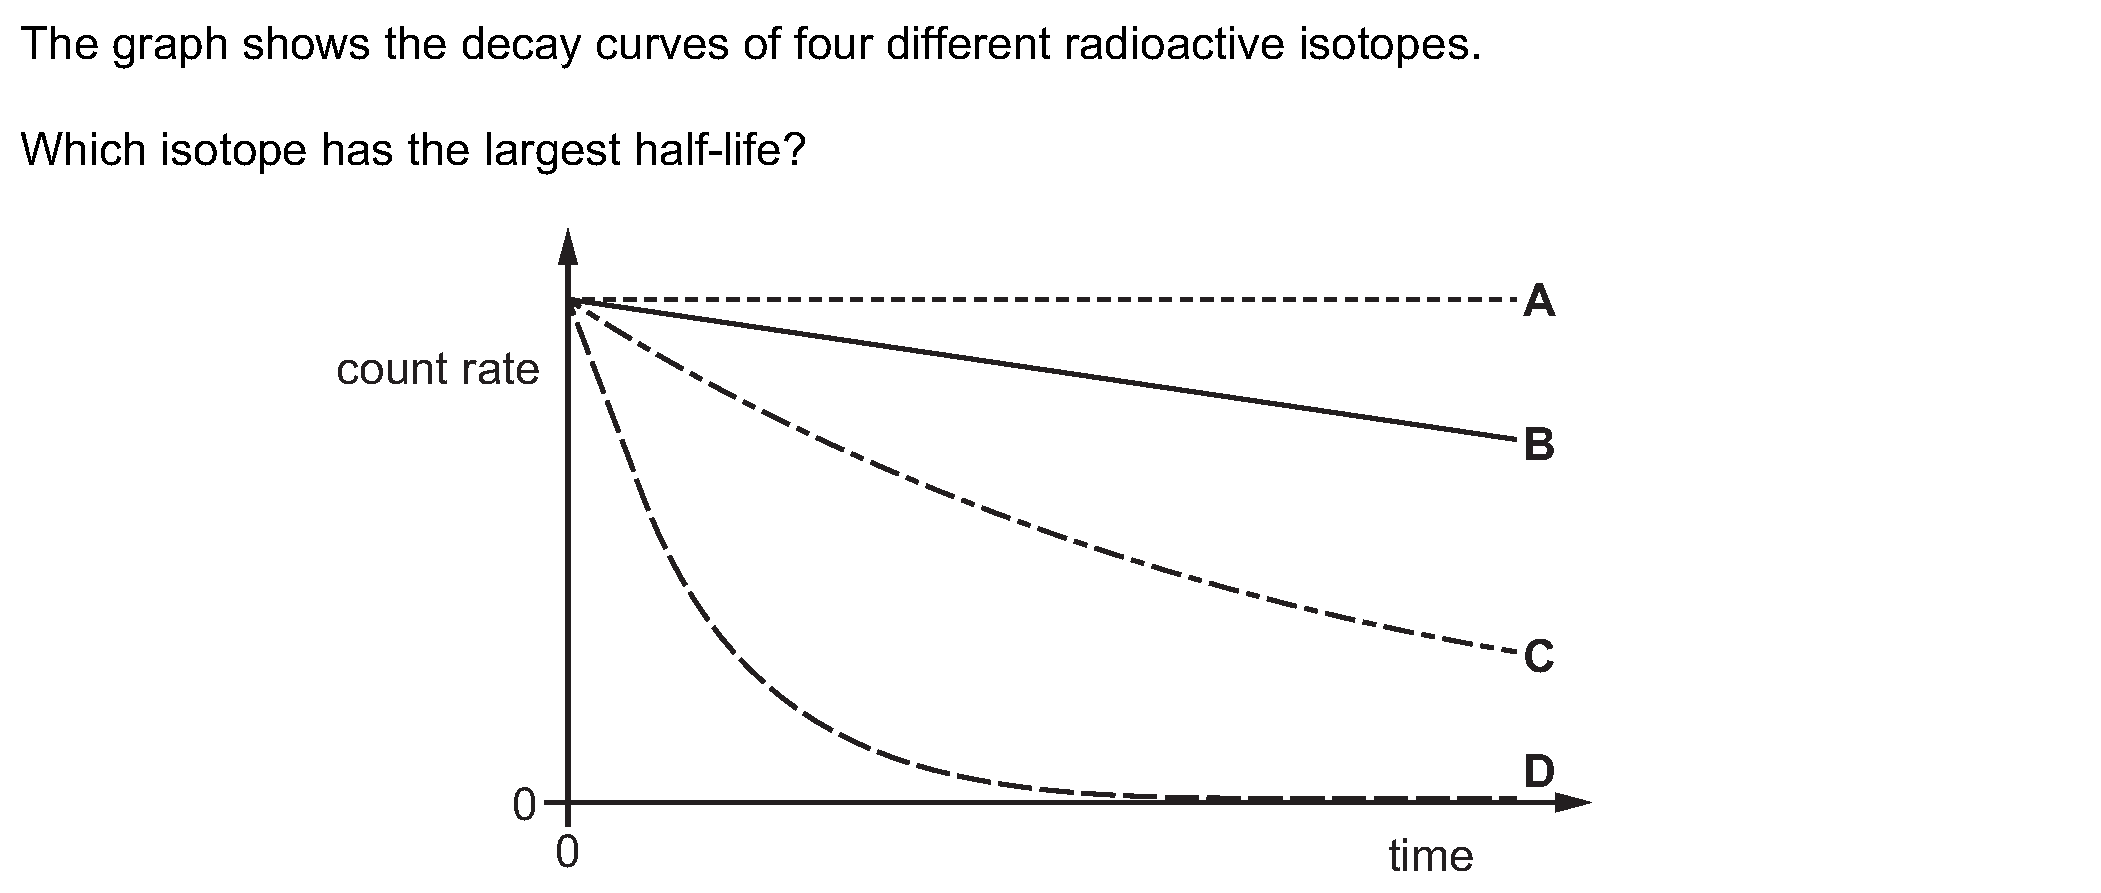 The graph shows the decay curves of four different radioactive isotopes.
Which isotope has the largest half-life?
A
count rate
B
C
D
0
0
time